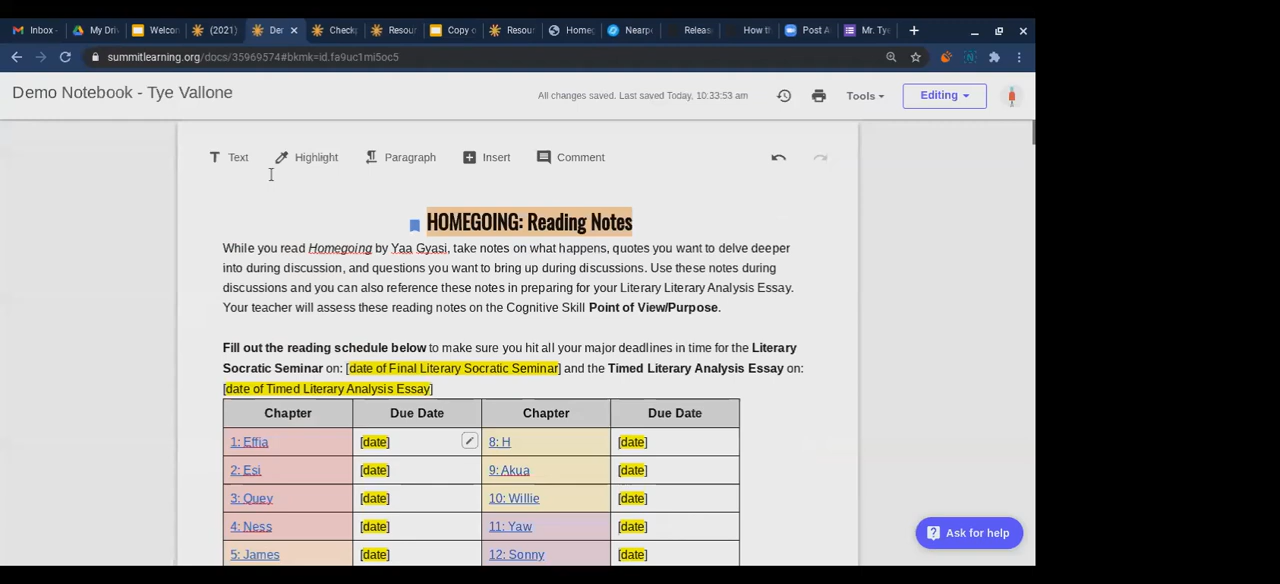 Inbox -
My Driv
Welcom
(2021)
Den
Checkp
Resour
Copy o
Resour
Homeg
Nearpo
Releas
How th
Post A
Mr. Tye
summitlearning.org/docs/35969574#bkmk=id.fa9uc1mi5oc5
Demo Notebook - Tye Vallone
All changes saved. Last saved Today, 10:33:53 am
Tools
Editing
Text
Highlight
Paragraph
Insert
Comment
HOMEGOING: Reading Notes
While you read Homegoing by Yaa Gyasi, take notes on what happens, quotes you want to delve deeper
into during discussion, and questions you want to bring up during discussions. Use these notes during
discussions and you can also reference these notes in preparing for your Literary Literary Analysis Essay.
Your teacher will assess these reading notes on the Cognitive Skill Point of View/Purpose.
Fill out the reading schedule below to make sure you hit all your major deadlines in time for the Literary
Socratic Seminar on: [date of Final Literary Socratic Seminar] and the Timed Literary Analysis Essay on:
[date of Timed Literary Analysis Essay]
Chapter Due Date Chapter Due Date
1: Effia [date] 8: H [date]
2: Esi [date] 9: Akua [date]
3: Quey [date] 10: Willie [date]
4: Ness [date] 11: Yaw [date]
5: James [date] 12: Sonny [date]
Ask for help